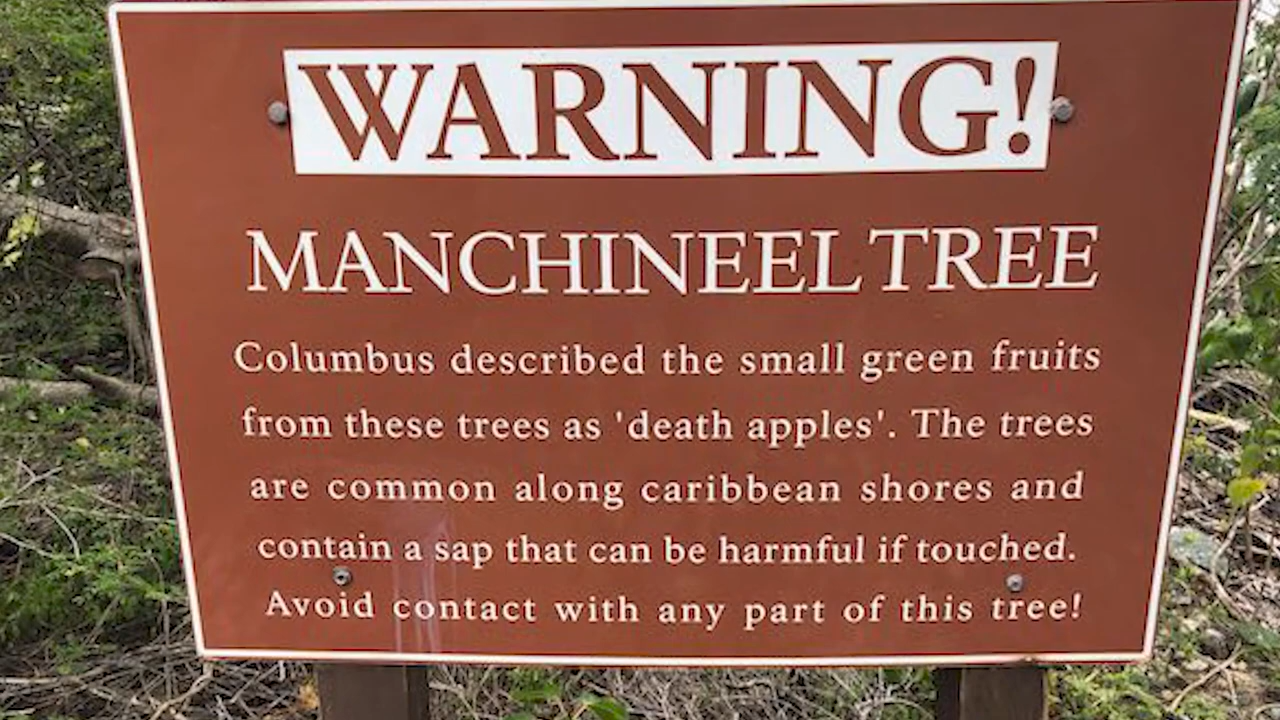 WARNING!
MANCHINEEL TREE
Columbus described the small green fruits
from these trees as 'death apples'. The trees
are common along caribbean shores and
contain a sap that can be harmful if touched.
Avoid contact with any part of this tree!